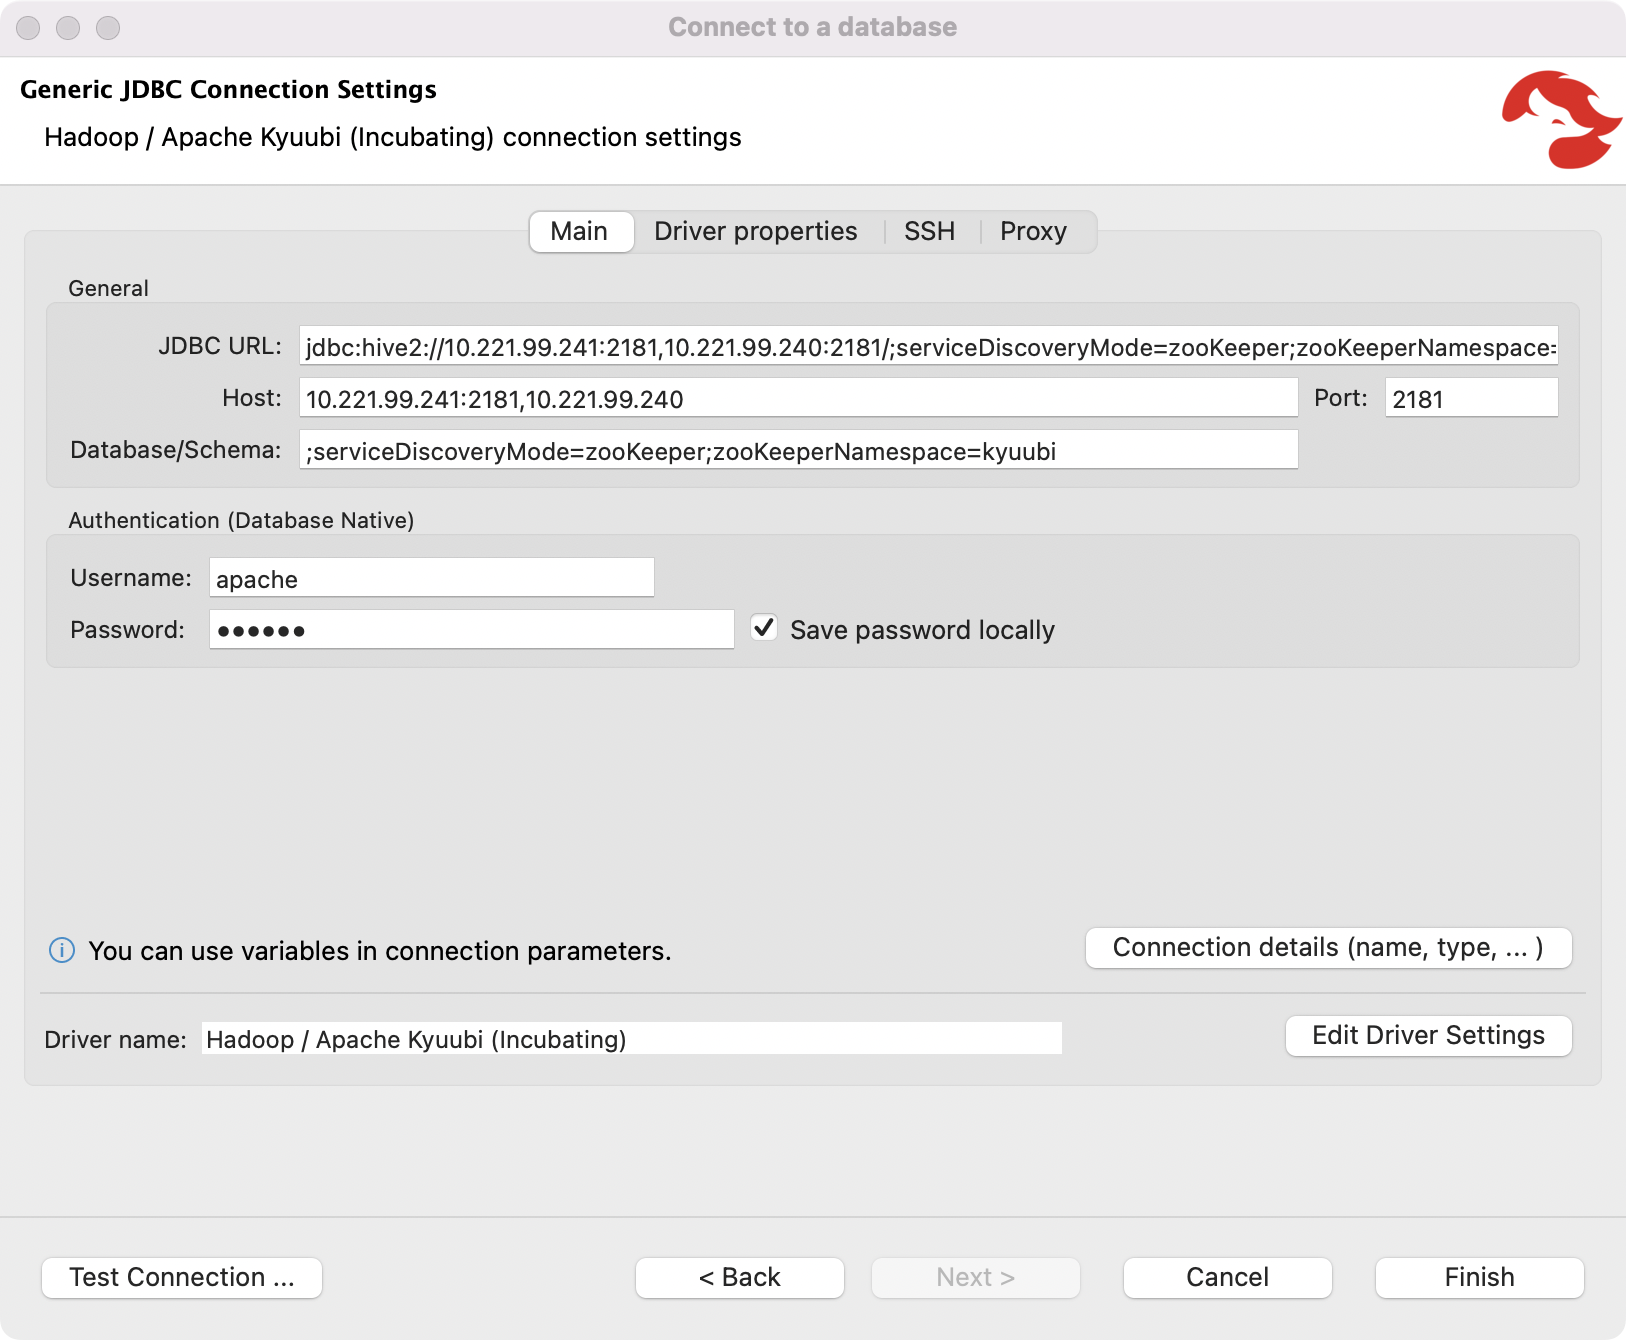 Connect to a database
Generic JDBC Connection Settings
Hadoop / Apache Kyuubi (Incubating) connection settings
Main Driver properties SSH Proxy
General
JDBC URL: jdbc:hive2://10.221.99.241:2181,10.221.99.240:2181/;serviceDiscoveryMode=zooKeeper;zooKeeperNamespace=
Host: 10.221.99.241:2181,10.221.99.240 Port: 2181
Database/Schema: ;serviceDiscoveryMode=zooKeeper;zooKeeperNamespace=kyuubi
Authentication (Database Native)
Username: apache
Password: •••••• Save password locally
You can use variables in connection parameters. Connection details (name, type, ... )
Driver name: Hadoop / Apache Kyuubi (Incubating) Edit Driver Settings
Test Connection ... < Back Next > Cancel Finish